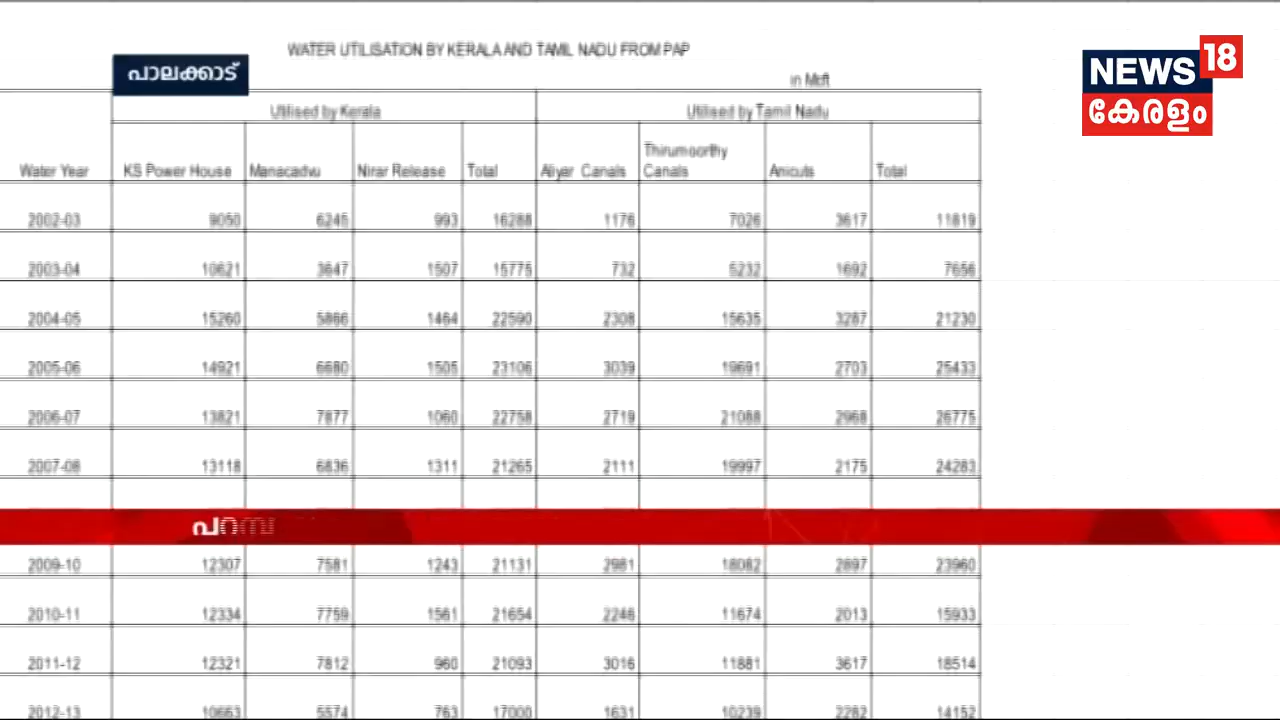 WATER UTILISATION BY KERALA AND TAMIL NADU FROM PAP
പാലക്കാട്
NEWS 18
കേരളം
in Mcft
Utilised by Kerala Utilised by Tamil Nadu
Water Year KS Power House Manacadvu Nirar Release Total Aliyar Canals Thirumoorthy Canals Anicuts Total
2002-03 9050 6245 993 16288 1176 7026 3617 11819
2003-04 10621 3647 1507 15775 732 5232 1692 7656
2004-05 15260 5866 1464 22590 2308 15635 3287 21230
2005-06 14921 6680 1505 23106 3039 19691 2703 25433
2006-07 13821 7877 1060 22758 2719 21088 2968 26775
2007-08 13118 6836 1311 21265 2111 19997 2175 24283
2009-10 12307 7581 1243 21131 2981 18082 2897 23960
2010-11 12334 7759 1561 21654 2246 11674 2013 15933
2011-12 12321 7812 960 21093 3016 11881 3617 18514
2012-13 10663 5574 763 17000 1631 10239 2282 14152